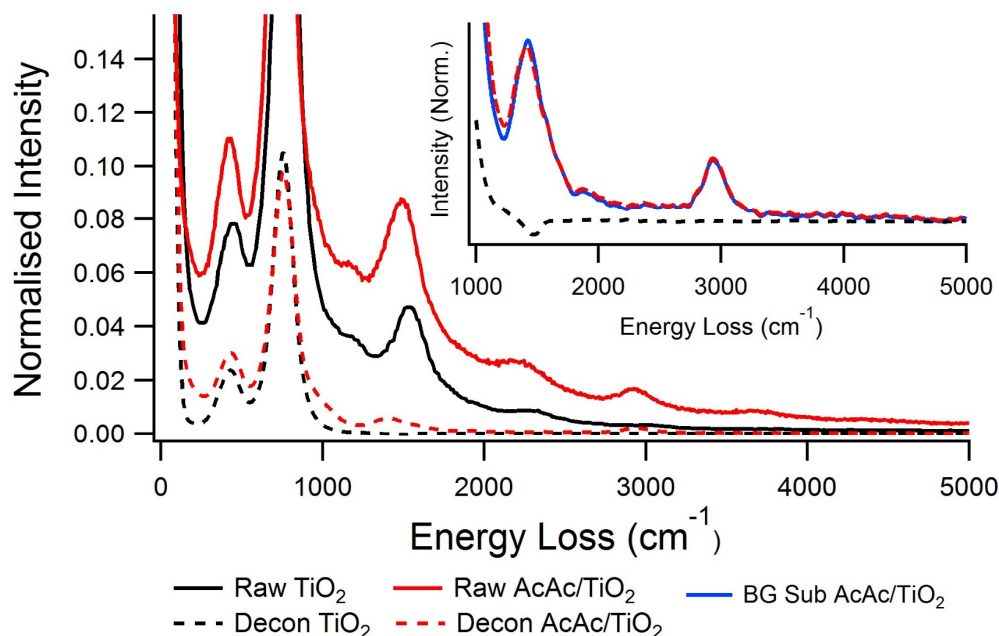 Normalised Intensity
0.14
0.12
0.10
0.08
0.06
0.04
0.02
0.00
0 1000 2000 3000 4000 5000
Energy Loss (cm⁻¹)
Intensity (Norm.)
1000 2000 3000 4000 5000
Energy Loss (cm⁻¹)
Raw TiO₂ Raw AcAc/TiO₂ BG Sub AcAc/TiO₂
Decon TiO₂ Decon AcAc/TiO₂